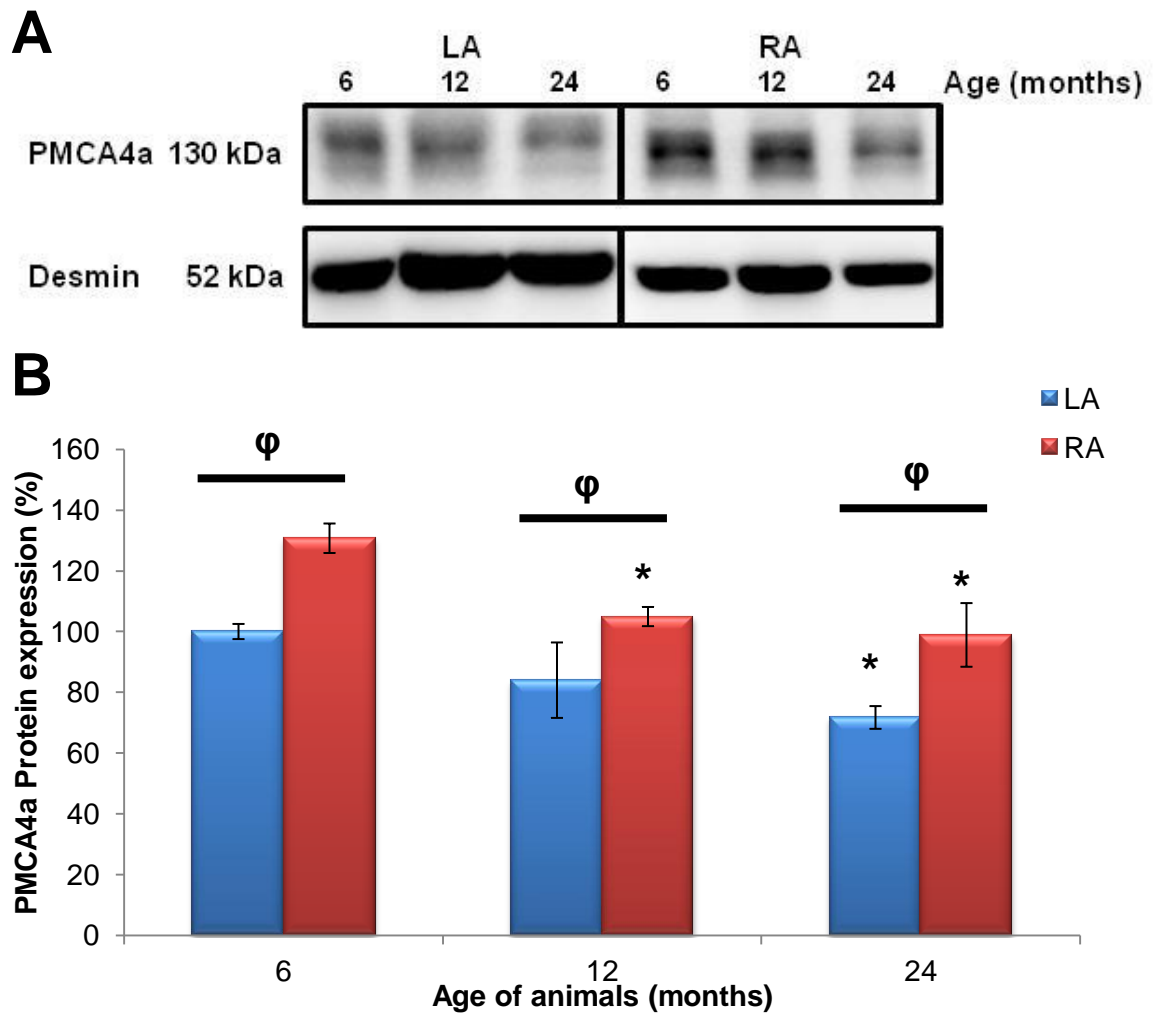 A
LA RA
6 12 24 6 12 24 Age (months)
PMCA4a 130 kDa
Desmin 52 kDa
B
LA
RA
PMCA4a Protein expression (%)
160
140
120
100
80
60
40
20
0
φ
φ
φ
*
*
*
6 12 24
Age of animals (months)